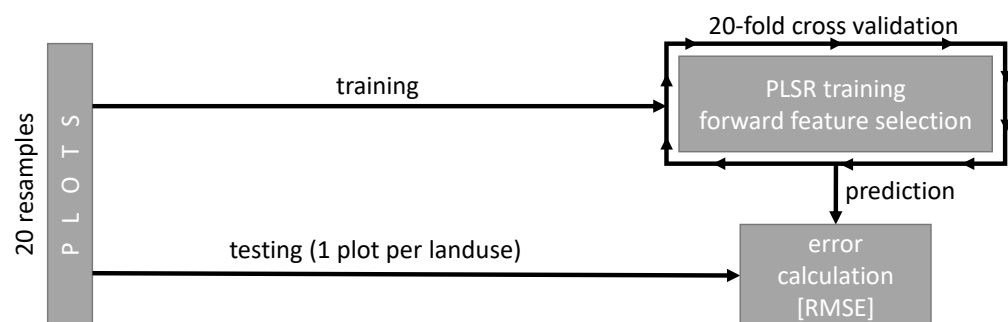 20-fold cross validation
training
PLSR training
forward feature selection
20 resamples
PLOTS
prediction
testing (1 plot per landuse)
error
calculation
[RMSE]